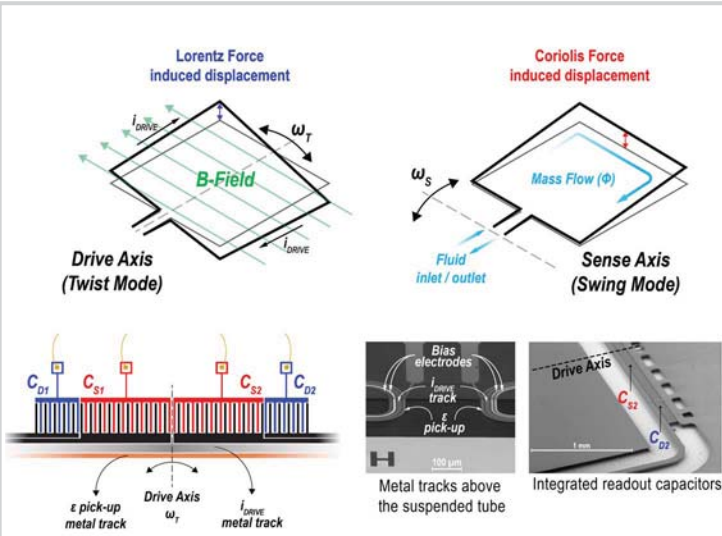 Lorentz Force
induced displacement
i DRIVE
ω T
B-Field
i DRIVE
Drive Axis
(Twist Mode)
Coriolis Force
induced displacement
ω S
Mass Flow (Φ)
Fluid
inlet / outlet
Sense Axis
(Swing Mode)
C D1
C S1
C S2
C D2
ε pick-up
metal track
Drive Axis
ω T
i DRIVE
metal track
Bias
electrodes
i DRIVE
track
ε
pick-up
100 μm
Metal tracks above
the suspended tube
Drive Axis
C S2
C D2
1 mm
Integrated readout capacitors